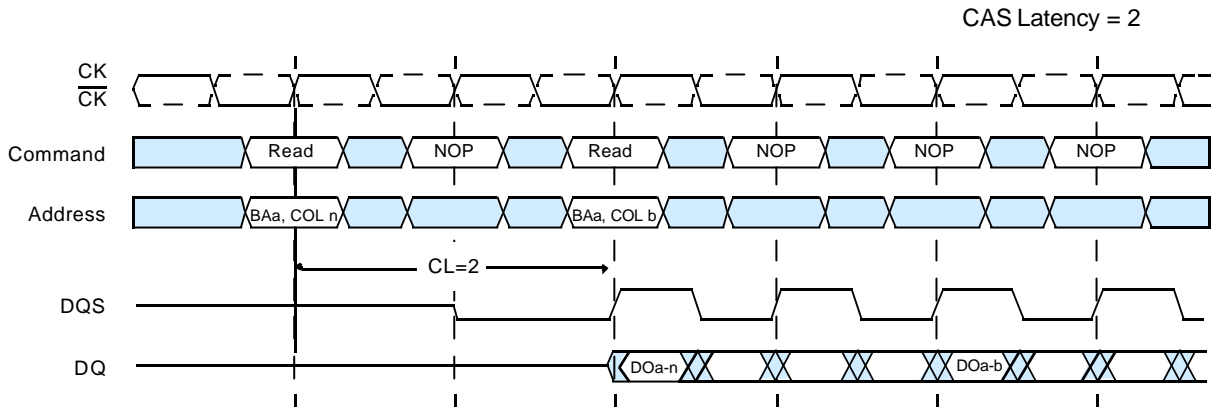 CAS Latency = 2
CK
CK
Command Read NOP Read NOP NOP NOP
Address BAa, COL n BAa, COL b
CL=2
DQS
DQ DOa-n DOa-b